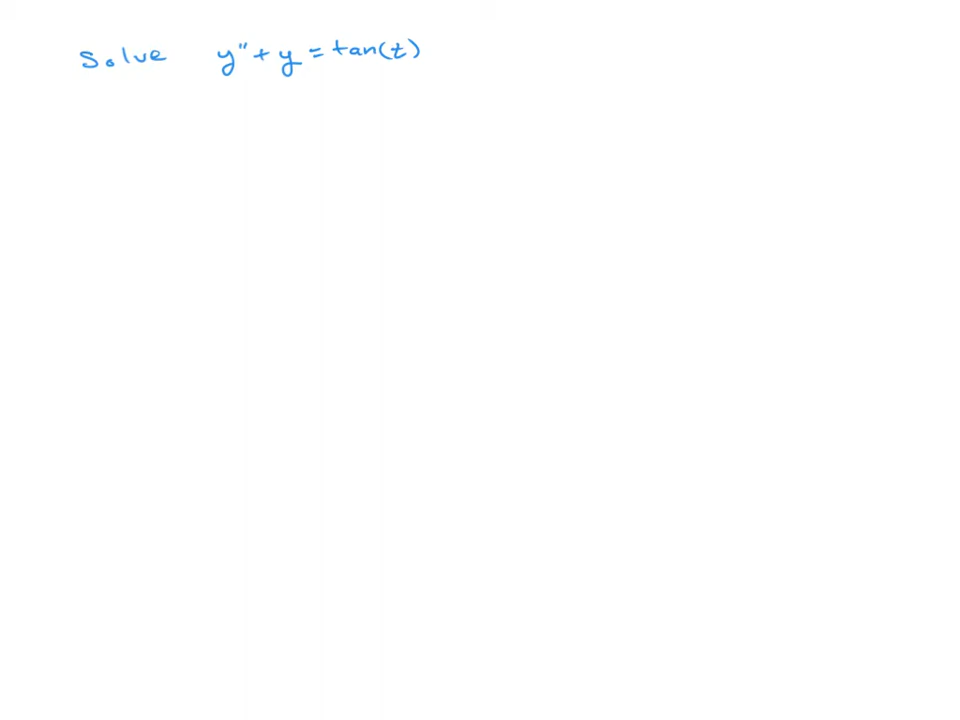 Solve y" + y = tan(t)